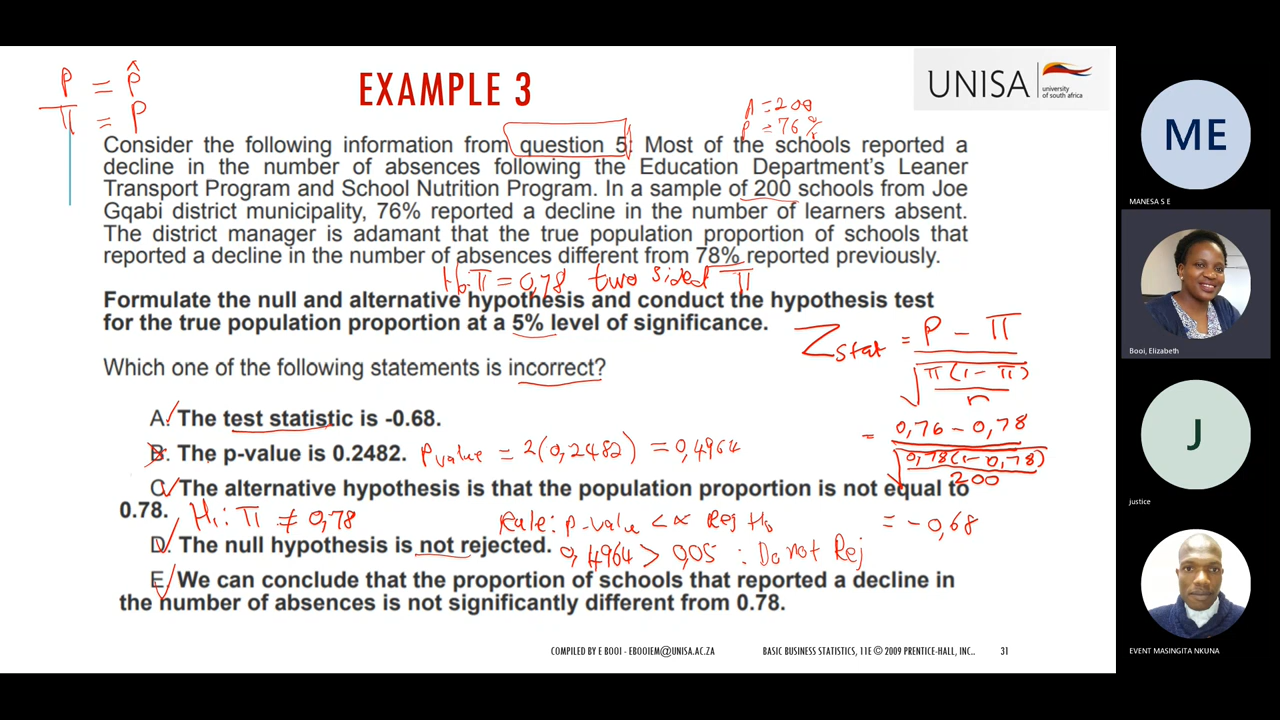 p = p̂
π = p
EXAMPLE 3
UNISA
university
of south africa
n = 200
p = 76%
Consider the following information from question 5: Most of the schools reported a
decline in the number of absences following the Education Department's Leaner
Transport Program and School Nutrition Program. In a sample of 200 schools from Joe
Gqabi district municipality, 76% reported a decline in the number of learners absent.
The district manager is adamant that the true population proportion of schools that
reported a decline in the number of absences different from 78% reported previously.
H₀: π = 0,78 two sided π
Formulate the null and alternative hypothesis and conduct the hypothesis test
for the true population proportion at a 5% level of significance.
Which one of the following statements is incorrect?
Z stat = p - π
√ π(1 - π)
n
A. The test statistic is -0.68.
= 0,76 - 0,78
√ 0,78(1-0,78)
200
B. The p-value is 0.2482. Pvalue = 2(0,2482) = 0,4964
C. The alternative hypothesis is that the population proportion is not equal to
0.78. H₁: π ≠ 0,78
Rule: p-value < α Rej H₀
= -0,68
D. The null hypothesis is not rejected. 0,4964 > 0,05 : Do not Rej
E. We can conclude that the proportion of schools that reported a decline in
the number of absences is not significantly different from 0.78.
COMPILED BY E BOOI - EBOOIEM@UNISA.AC.ZA
BASIC BUSINESS STATISTICS, 11E © 2009 PRENTICE-HALL, INC..
31
ME
MANESA S E
Booi, Elizabeth
J
justice
EVENT MASINGITA NKUNA